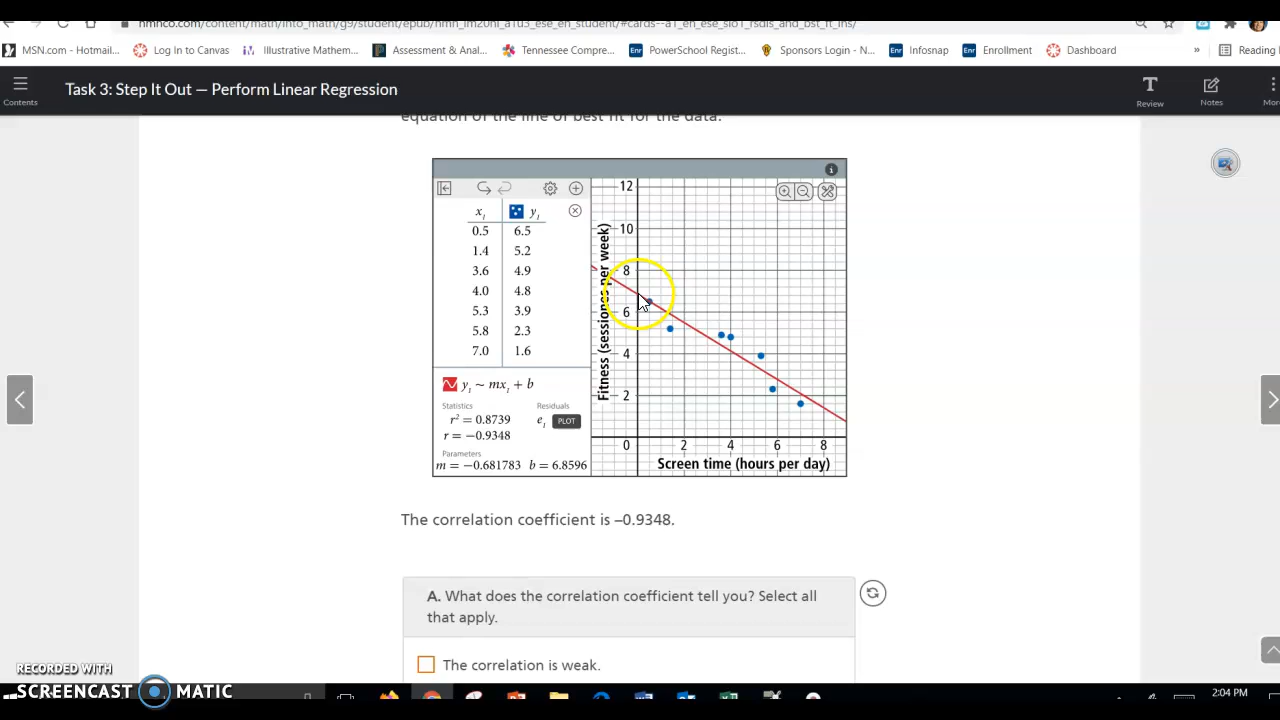 nmhco.com/content/math/into_math/g9/student/epub/hmh_im20nl_a1u3_ese_en_student/#cards--a1_en_ese_
MSN.com - Hotmail... Log In to Canvas Illustrative Mathem... Assessment & Anal... Tennessee Compre... Enr PowerSchool Regist... Sponsors Login - N... Enr Infosnap Enr Enrollment Dashboard » Reading
Contents
Task 3: Step It Out — Perform Linear Regression
T Review
Notes
Mor
equation of the line of best fit for the data.
x₁ y₁
0.5 6.5
1.4 5.2
3.6 4.9
4.0 4.8
5.3 3.9
5.8 2.3
7.0 1.6
y₁ ~ mx₁ + b
Statistics Residuals
r² = 0.8739 e₁ PLOT
r = −0.9348
Parameters
m = −0.681783 b = 6.8596
Fitness (sessions per week)
12
10
8
6
4
2
0 2 4 6 8
Screen time (hours per day)
The correlation coefficient is –0.9348.
A. What does the correlation coefficient tell you? Select all
that apply.
The correlation is weak.
RECORDED WITH
SCREENCAST MATIC
2:04 PM